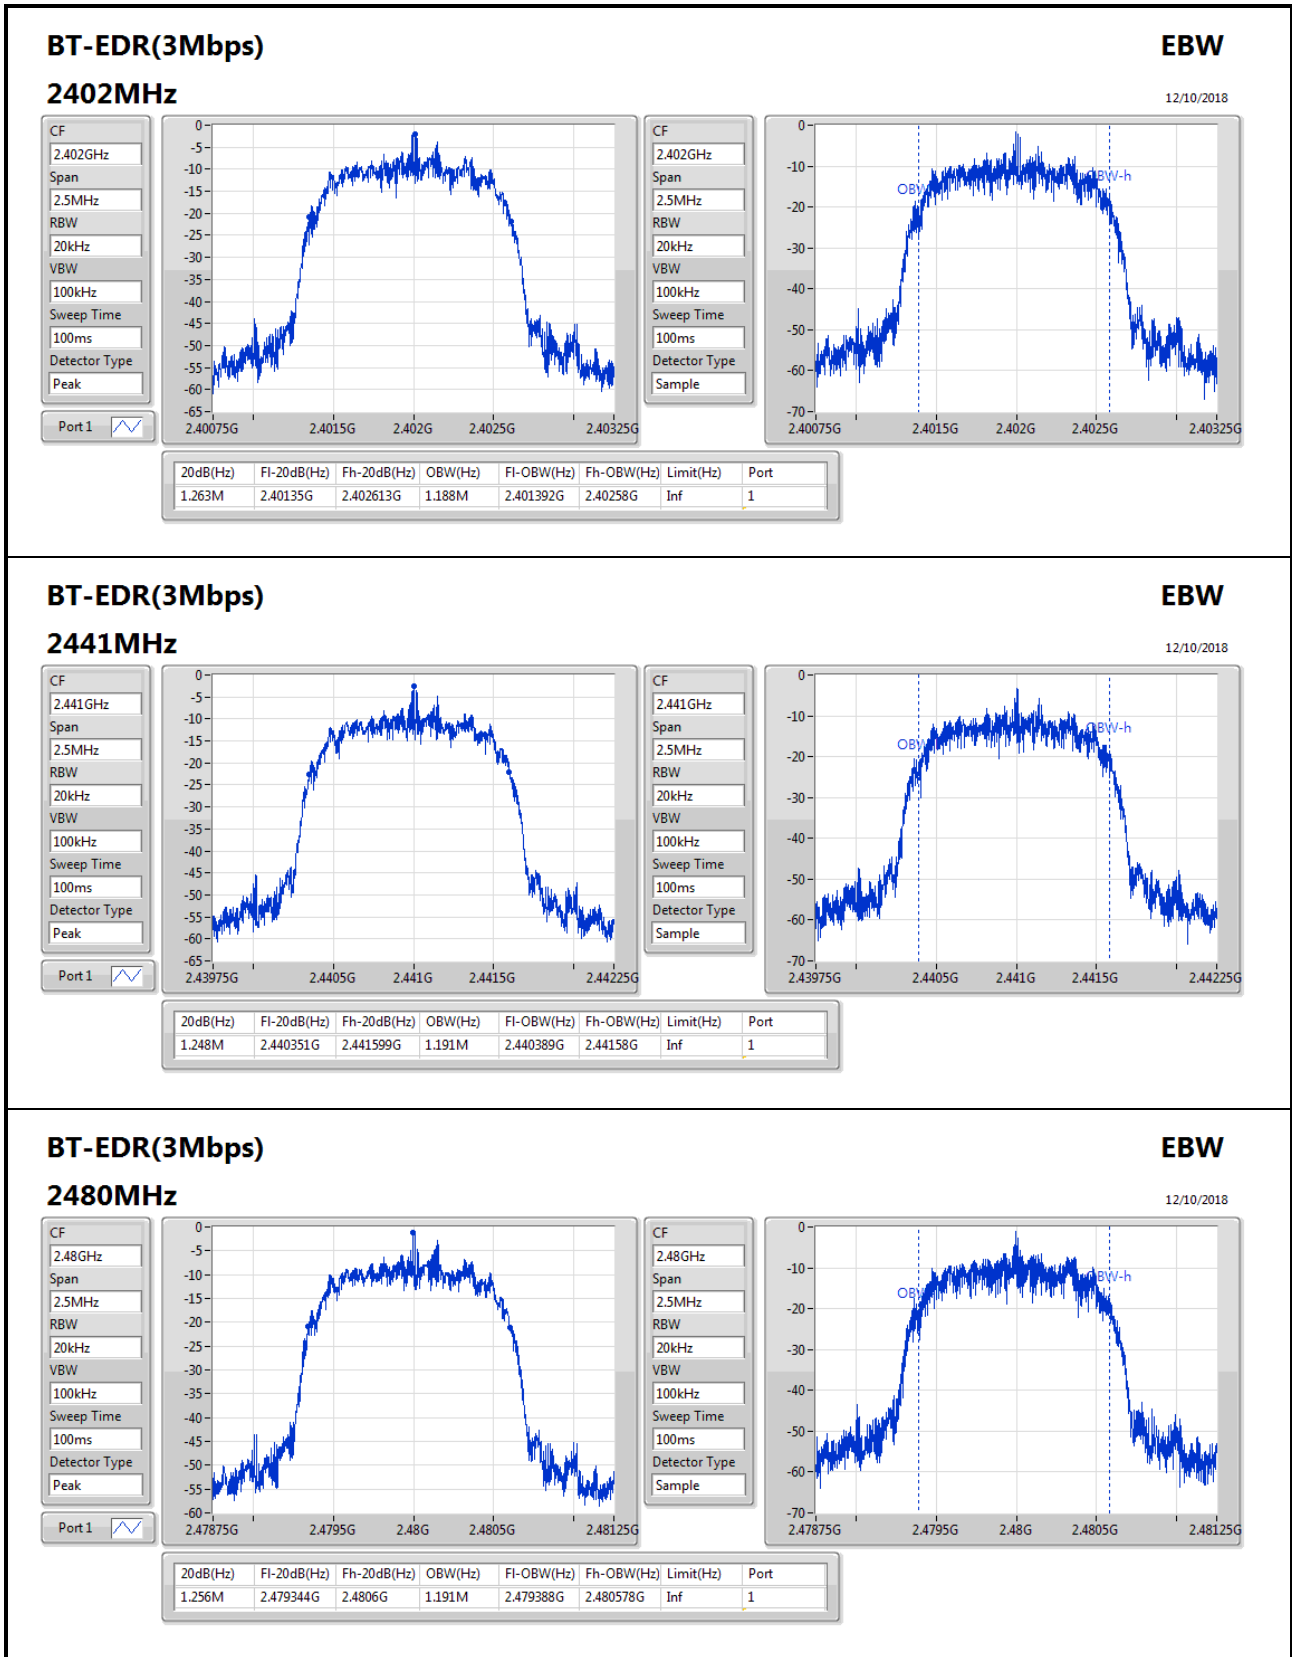 BT-EDR(3Mbps) EBW
2402MHz 12/10/2018
CF
2.402GHz
Span
2.5MHz
RBW
20kHz
VBW
100kHz
Sweep Time
100ms
Detector Type
Peak
Port 1
0
-5
-10
-15
-20
-25
-30
-35
-40
-45
-50
-55
-60
-65
2.40075G 2.4015G 2.402G 2.4025G 2.40325G
CF
2.402GHz
Span
2.5MHz
RBW
20kHz
VBW
100kHz
Sweep Time
100ms
Detector Type
Sample
0
-10
-20
-30
-40
-50
-60
-70
OBW-h
2.40075G 2.4015G 2.402G 2.4025G 2.40325G
20dB(Hz) Fl-20dB(Hz) Fh-20dB(Hz) OBW(Hz) Fl-OBW(Hz) Fh-OBW(Hz) Limit(Hz) Port
1.263M 2.40135G 2.402613G 1.188M 2.401392G 2.40258G Inf 1
BT-EDR(3Mbps) EBW
2441MHz 12/10/2018
CF
2.441GHz
Span
2.5MHz
RBW
20kHz
VBW
100kHz
Sweep Time
100ms
Detector Type
Peak
Port 1
0
-5
-10
-15
-20
-25
-30
-35
-40
-45
-50
-55
-60
-65
2.43975G 2.4405G 2.441G 2.4415G 2.44225G
CF
2.441GHz
Span
2.5MHz
RBW
20kHz
VBW
100kHz
Sweep Time
100ms
Detector Type
Sample
0
-10
-20
-30
-40
-50
-60
-70
OBW-h
2.43975G 2.4405G 2.441G 2.4415G 2.44225G
20dB(Hz) Fl-20dB(Hz) Fh-20dB(Hz) OBW(Hz) Fl-OBW(Hz) Fh-OBW(Hz) Limit(Hz) Port
1.248M 2.440351G 2.441599G 1.191M 2.440389G 2.44158G Inf 1
BT-EDR(3Mbps) EBW
2480MHz 12/10/2018
CF
2.48GHz
Span
2.5MHz
RBW
20kHz
VBW
100kHz
Sweep Time
100ms
Detector Type
Peak
Port 1
0
-5
-10
-15
-20
-25
-30
-35
-40
-45
-50
-55
-60
2.47875G 2.4795G 2.48G 2.4805G 2.48125G
CF
2.48GHz
Span
2.5MHz
RBW
20kHz
VBW
100kHz
Sweep Time
100ms
Detector Type
Sample
0
-10
-20
-30
-40
-50
-60
-70
OBW-h
2.47875G 2.4795G 2.48G 2.4805G 2.48125G
20dB(Hz) Fl-20dB(Hz) Fh-20dB(Hz) OBW(Hz) Fl-OBW(Hz) Fh-OBW(Hz) Limit(Hz) Port
1.256M 2.479344G 2.4806G 1.191M 2.479388G 2.480578G Inf 1